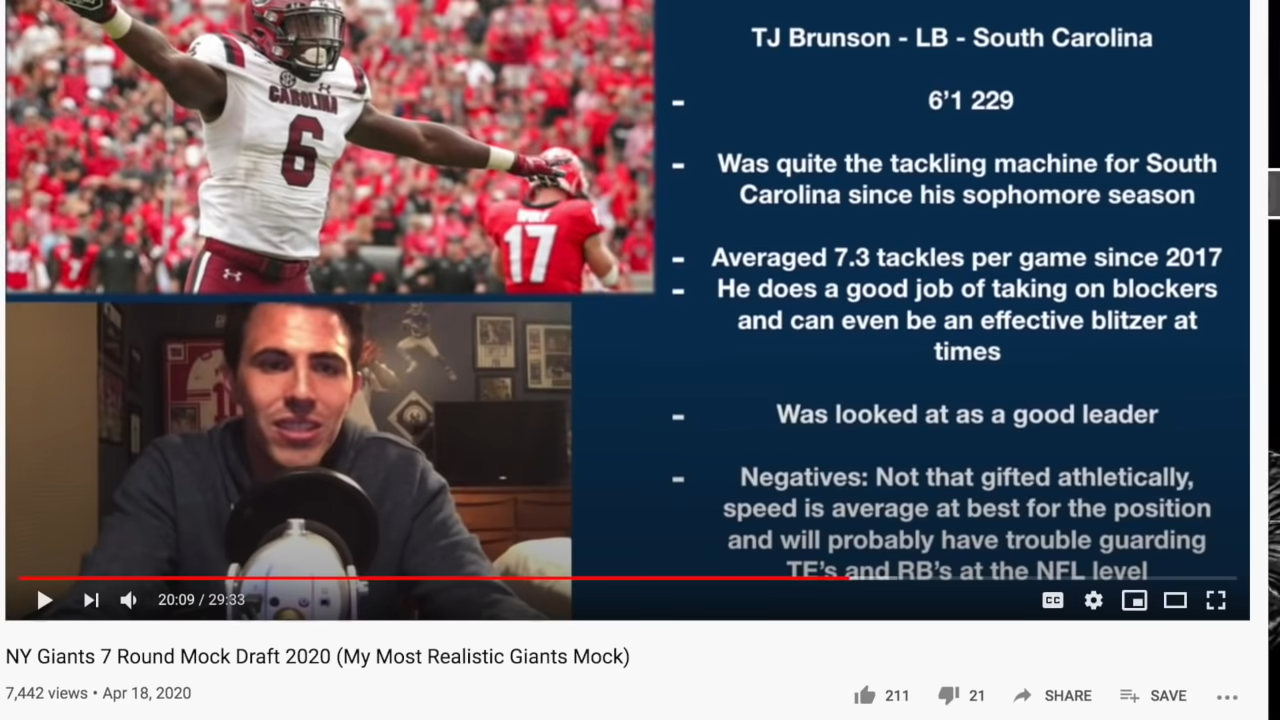 TJ Brunson - LB - South Carolina
- 6’1 229
- Was quite the tackling machine for South
Carolina since his sophomore season
- Averaged 7.3 tackles per game since 2017
- He does a good job of taking on blockers
and can even be an effective blitzer at
times
- Was looked at as a good leader
- Negatives: Not that gifted athletically,
speed is average at best for the position
and will probably have trouble guarding
TE’s and RB’s at the NFL level
CAROLINA
6
WOLF
17
20:09 / 29:33
CC
NY Giants 7 Round Mock Draft 2020 (My Most Realistic Giants Mock)
7,442 views • Apr 18, 2020
211
21
SHARE
SAVE